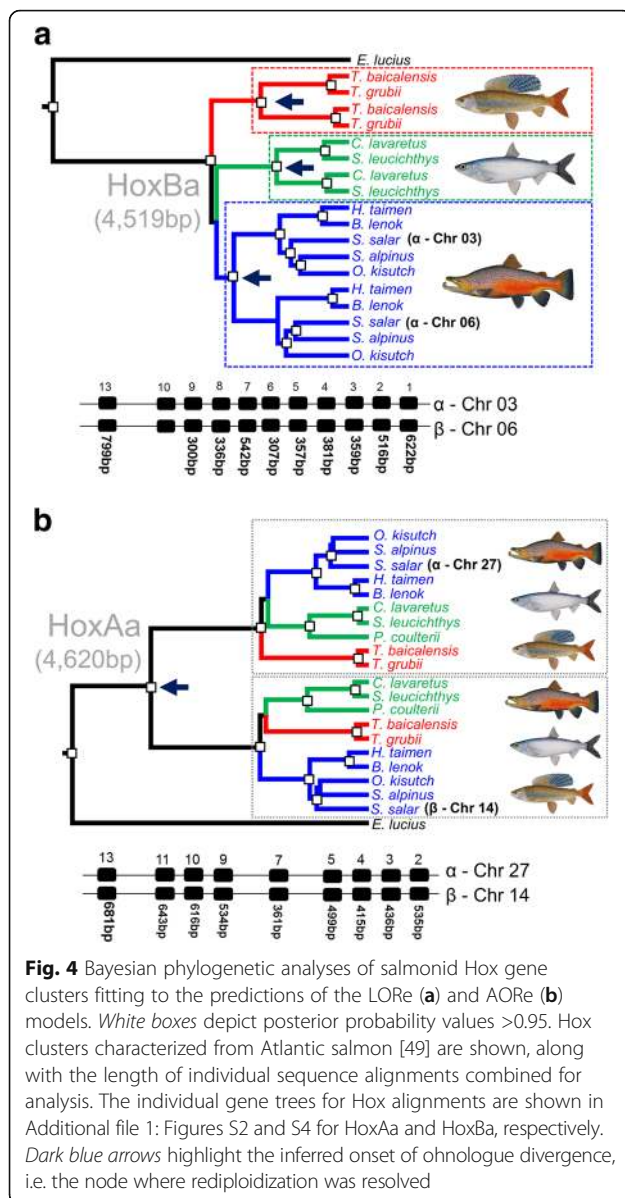 a
E. lucius
T. baicalensis
T. grubii
T. baicalensis
T. grubii
C. lavaretus
S. leucichthys
C. lavaretus
S. leucichthys
HoxBa
(4,519bp)
H. taimen
B. lenok
S. salar (α - Chr 03)
S. alpinus
O. kisutch
H. taimen
B. lenok
S. salar (α - Chr 06)
S. alpinus
O. kisutch
13 10 9 8 7 6 5 4 3 2 1
α - Chr 03
β - Chr 06
799bp 300bp 336bp 542bp 307bp 357bp 381bp 359bp 516bp 622bp
b
O. kisutch
S. alpinus
S. salar (α - Chr 27)
H. taimen
B. lenok
C. lavaretus
S. leucichthys
P. coulterii
T. baicalensis
T. grubii
HoxAa
(4,620bp)
C. lavaretus
S. leucichthys
P. coulterii
T. baicalensis
T. grubii
H. taimen
B. lenok
O. kisutch
S. alpinus
S. salar (β - Chr 14)
E. lucius
13 11 10 9 7 5 4 3 2
α - Chr 27
β - Chr 14
681bp 643bp 616bp 534bp 361bp 499bp 415bp 436bp 535bp
Fig. 4 Bayesian phylogenetic analyses of salmonid Hox gene
clusters fitting to the predictions of the LORe (a) and AORe (b)
models. White boxes depict posterior probability values >0.95. Hox
clusters characterized from Atlantic salmon [49] are shown, along
with the length of individual sequence alignments combined for
analysis. The individual gene trees for Hox alignments are shown in
Additional file 1: Figures S2 and S4 for HoxAa and HoxBa, respectively.
Dark blue arrows highlight the inferred onset of ohnologue divergence,
i.e. the node where rediploidization was resolved